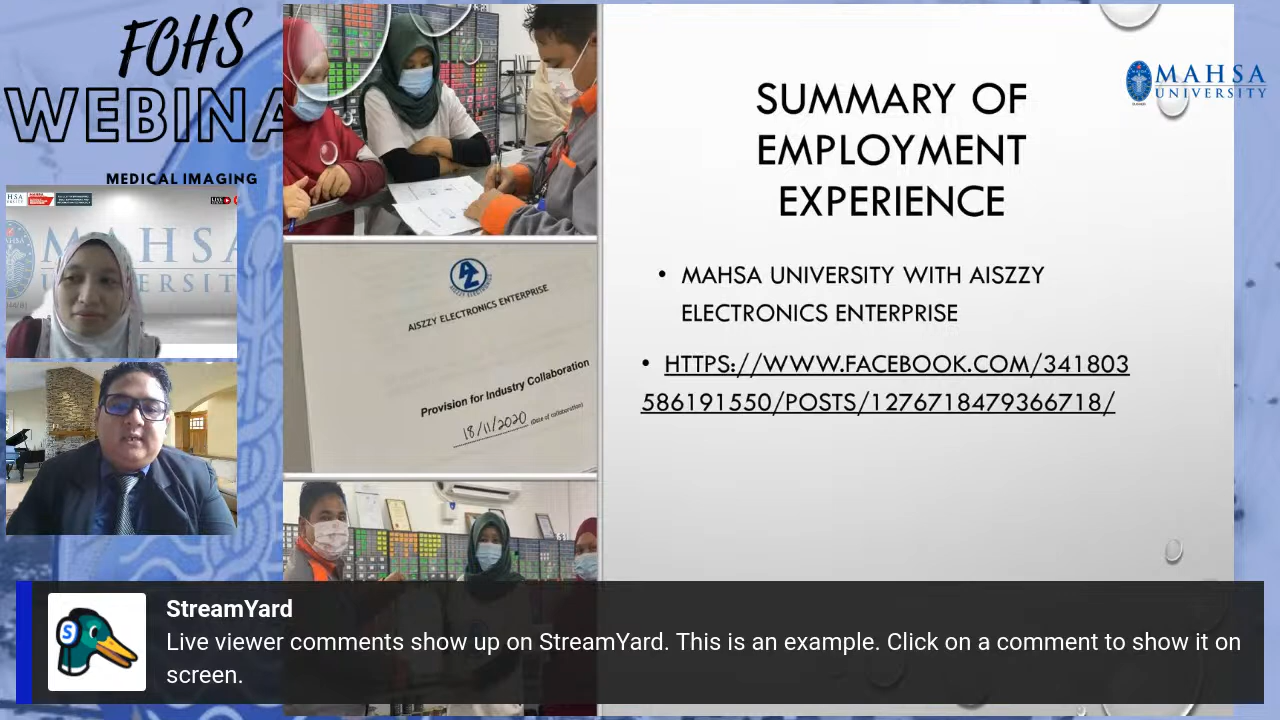 FOHS
WEBINA
MEDICAL IMAGING
MAHSA
UNIVERSITY
SUMMARY OF
EMPLOYMENT
EXPERIENCE
• MAHSA UNIVERSITY WITH AISZZY
ELECTRONICS ENTERPRISE
• HTTPS://WWW.FACEBOOK.COM/341803
586191550/POSTS/1276718479366718/
AZ
AISZZY ELECTRONICS ENTERPRISE
Provision for Industry Collaboration
18/11/2020 (Date of collaboration)
StreamYard
Live viewer comments show up on StreamYard. This is an example. Click on a comment to show it on
screen.